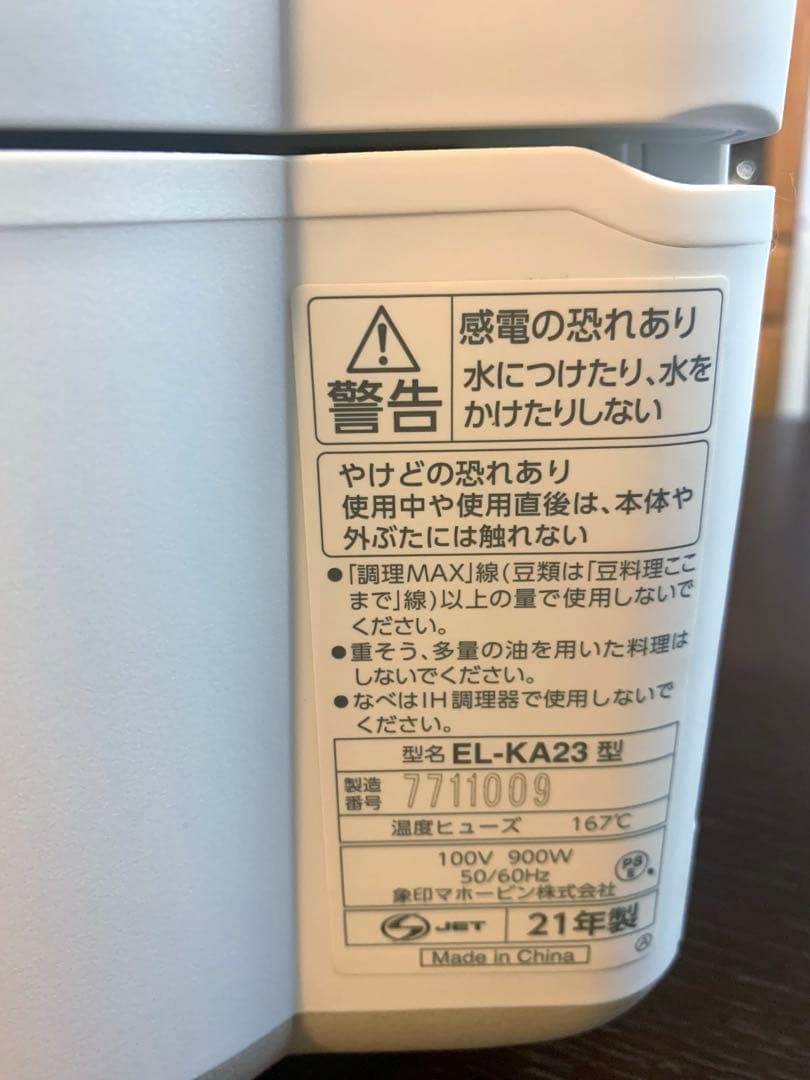 警告
感電の恐れあり
水につけたり、水を
かけたりしない
やけどの恐れあり
使用中や使用直後は、本体や
外ぶたには触れない
●「調理MAX」線(豆類は「豆料理ここ
まで」線)以上の量で使用しないで
ください。
●重そう、多量の油を用いた料理は
しないでください。
●なべはIH調理器で使用しないで
ください。
型名 EL-KA23 型
製造
番号 7711009
温度ヒューズ 167℃
100V 900W
50/60Hz
PS
E
象印マホービン株式会社
JET 21年製
Made in China
A